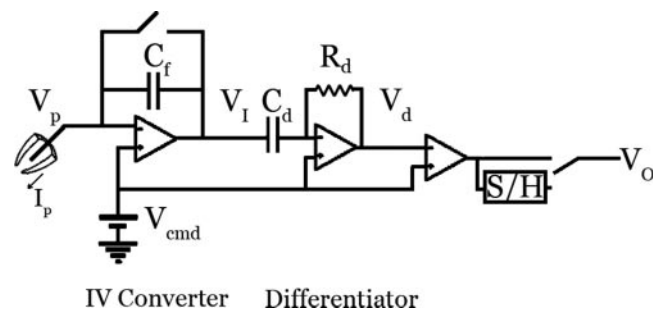 C_f
R_d
V_p
V_I
C_d
V_d
I_p
S/H
V_O
V_cmd
IV Converter
Differentiator